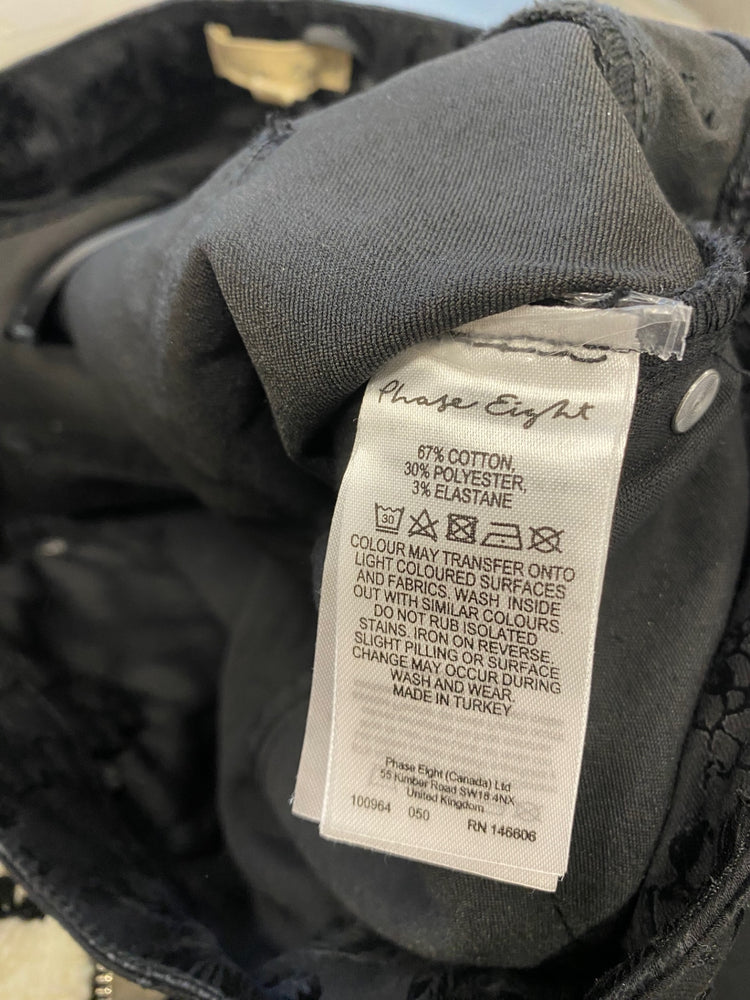 Phase Eight
67% COTTON,
30% POLYESTER,
3% ELASTANE
30
COLOUR MAY TRANSFER ONTO
LIGHT COLOURED SURFACES
AND FABRICS. WASH INSIDE
OUT WITH SIMILAR COLOURS.
DO NOT RUB ISOLATED
STAINS. IRON ON REVERSE.
SLIGHT PILLING OR SURFACE
CHANGE MAY OCCUR DURING
WASH AND WEAR.
MADE IN TURKEY
Phase Eight (Canada) Ltd
55 Kimber Road SW18 4NX
United Kingdom
100964 050 RN 146606